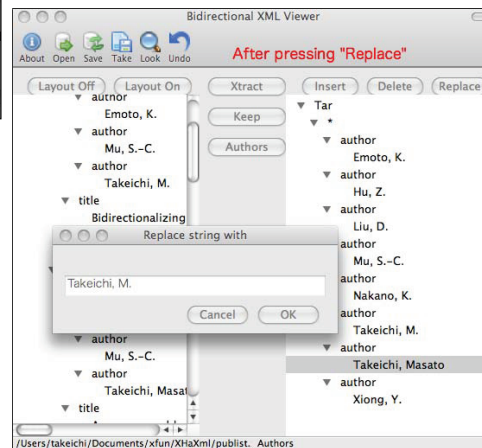 Bidirectional XML Viewer
About Open Save Take Look Undo
After pressing "Replace"
Layout Off Layout On Xtract Insert Delete Replace
author
Emoto, K.
author
Mu, S.-C.
author
Takeichi, M.
title
Bidirectionalizing
Keep
Authors
Tar
*
author
Emoto, K.
author
Hu, Z.
author
Liu, D.
author
Mu, S.-C.
author
Nakano, K.
author
Takeichi, M.
author
Takeichi, Masato
author
Xiong, Y.
Replace string with
Takeichi, M.
Cancel OK
author
Mu, S.-C.
author
Takeichi, Masat
title
/Users/takeichi/Documents/xfun/XHaXml/publist. Authors